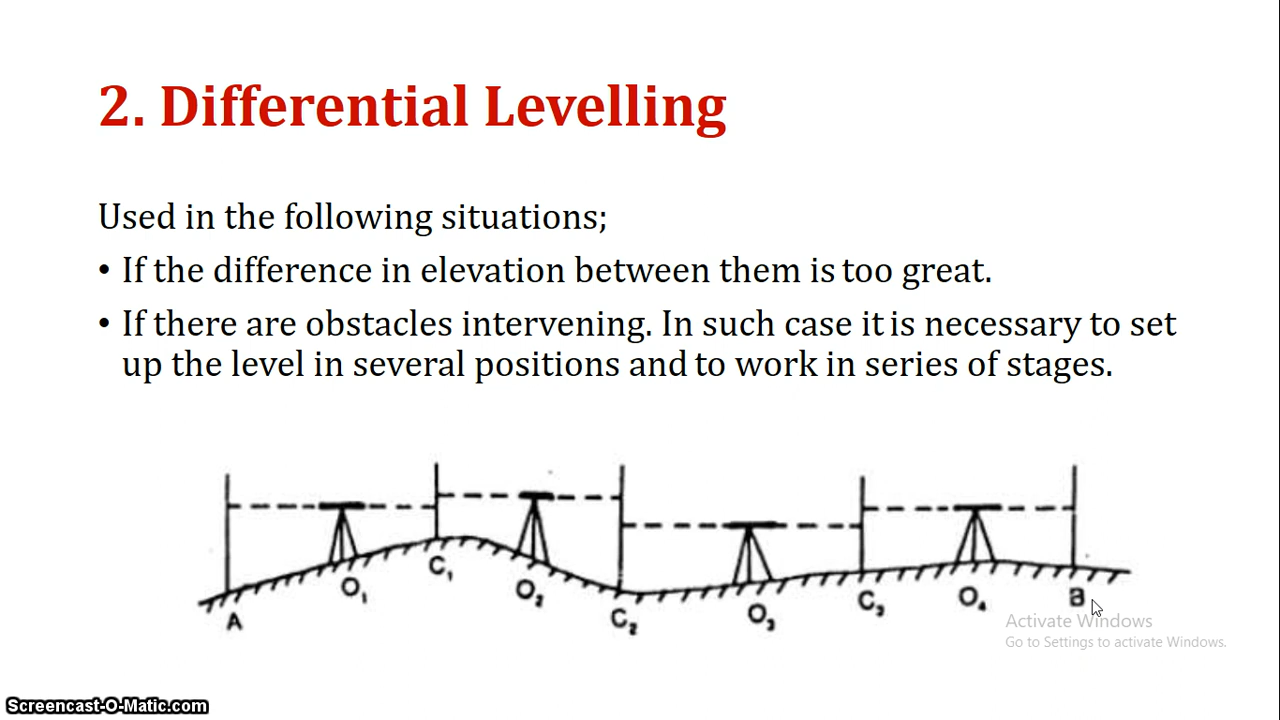 2. Differential Levelling
Used in the following situations;
• If the difference in elevation between them is too great.
• If there are obstacles intervening. In such case it is necessary to set
up the level in several positions and to work in series of stages.
A O₁ C₁ O₂ C₂ O₃ C₃ O₄ B
Activate Windows
Go to Settings to activate Windows.
Screencast-O-Matic.com